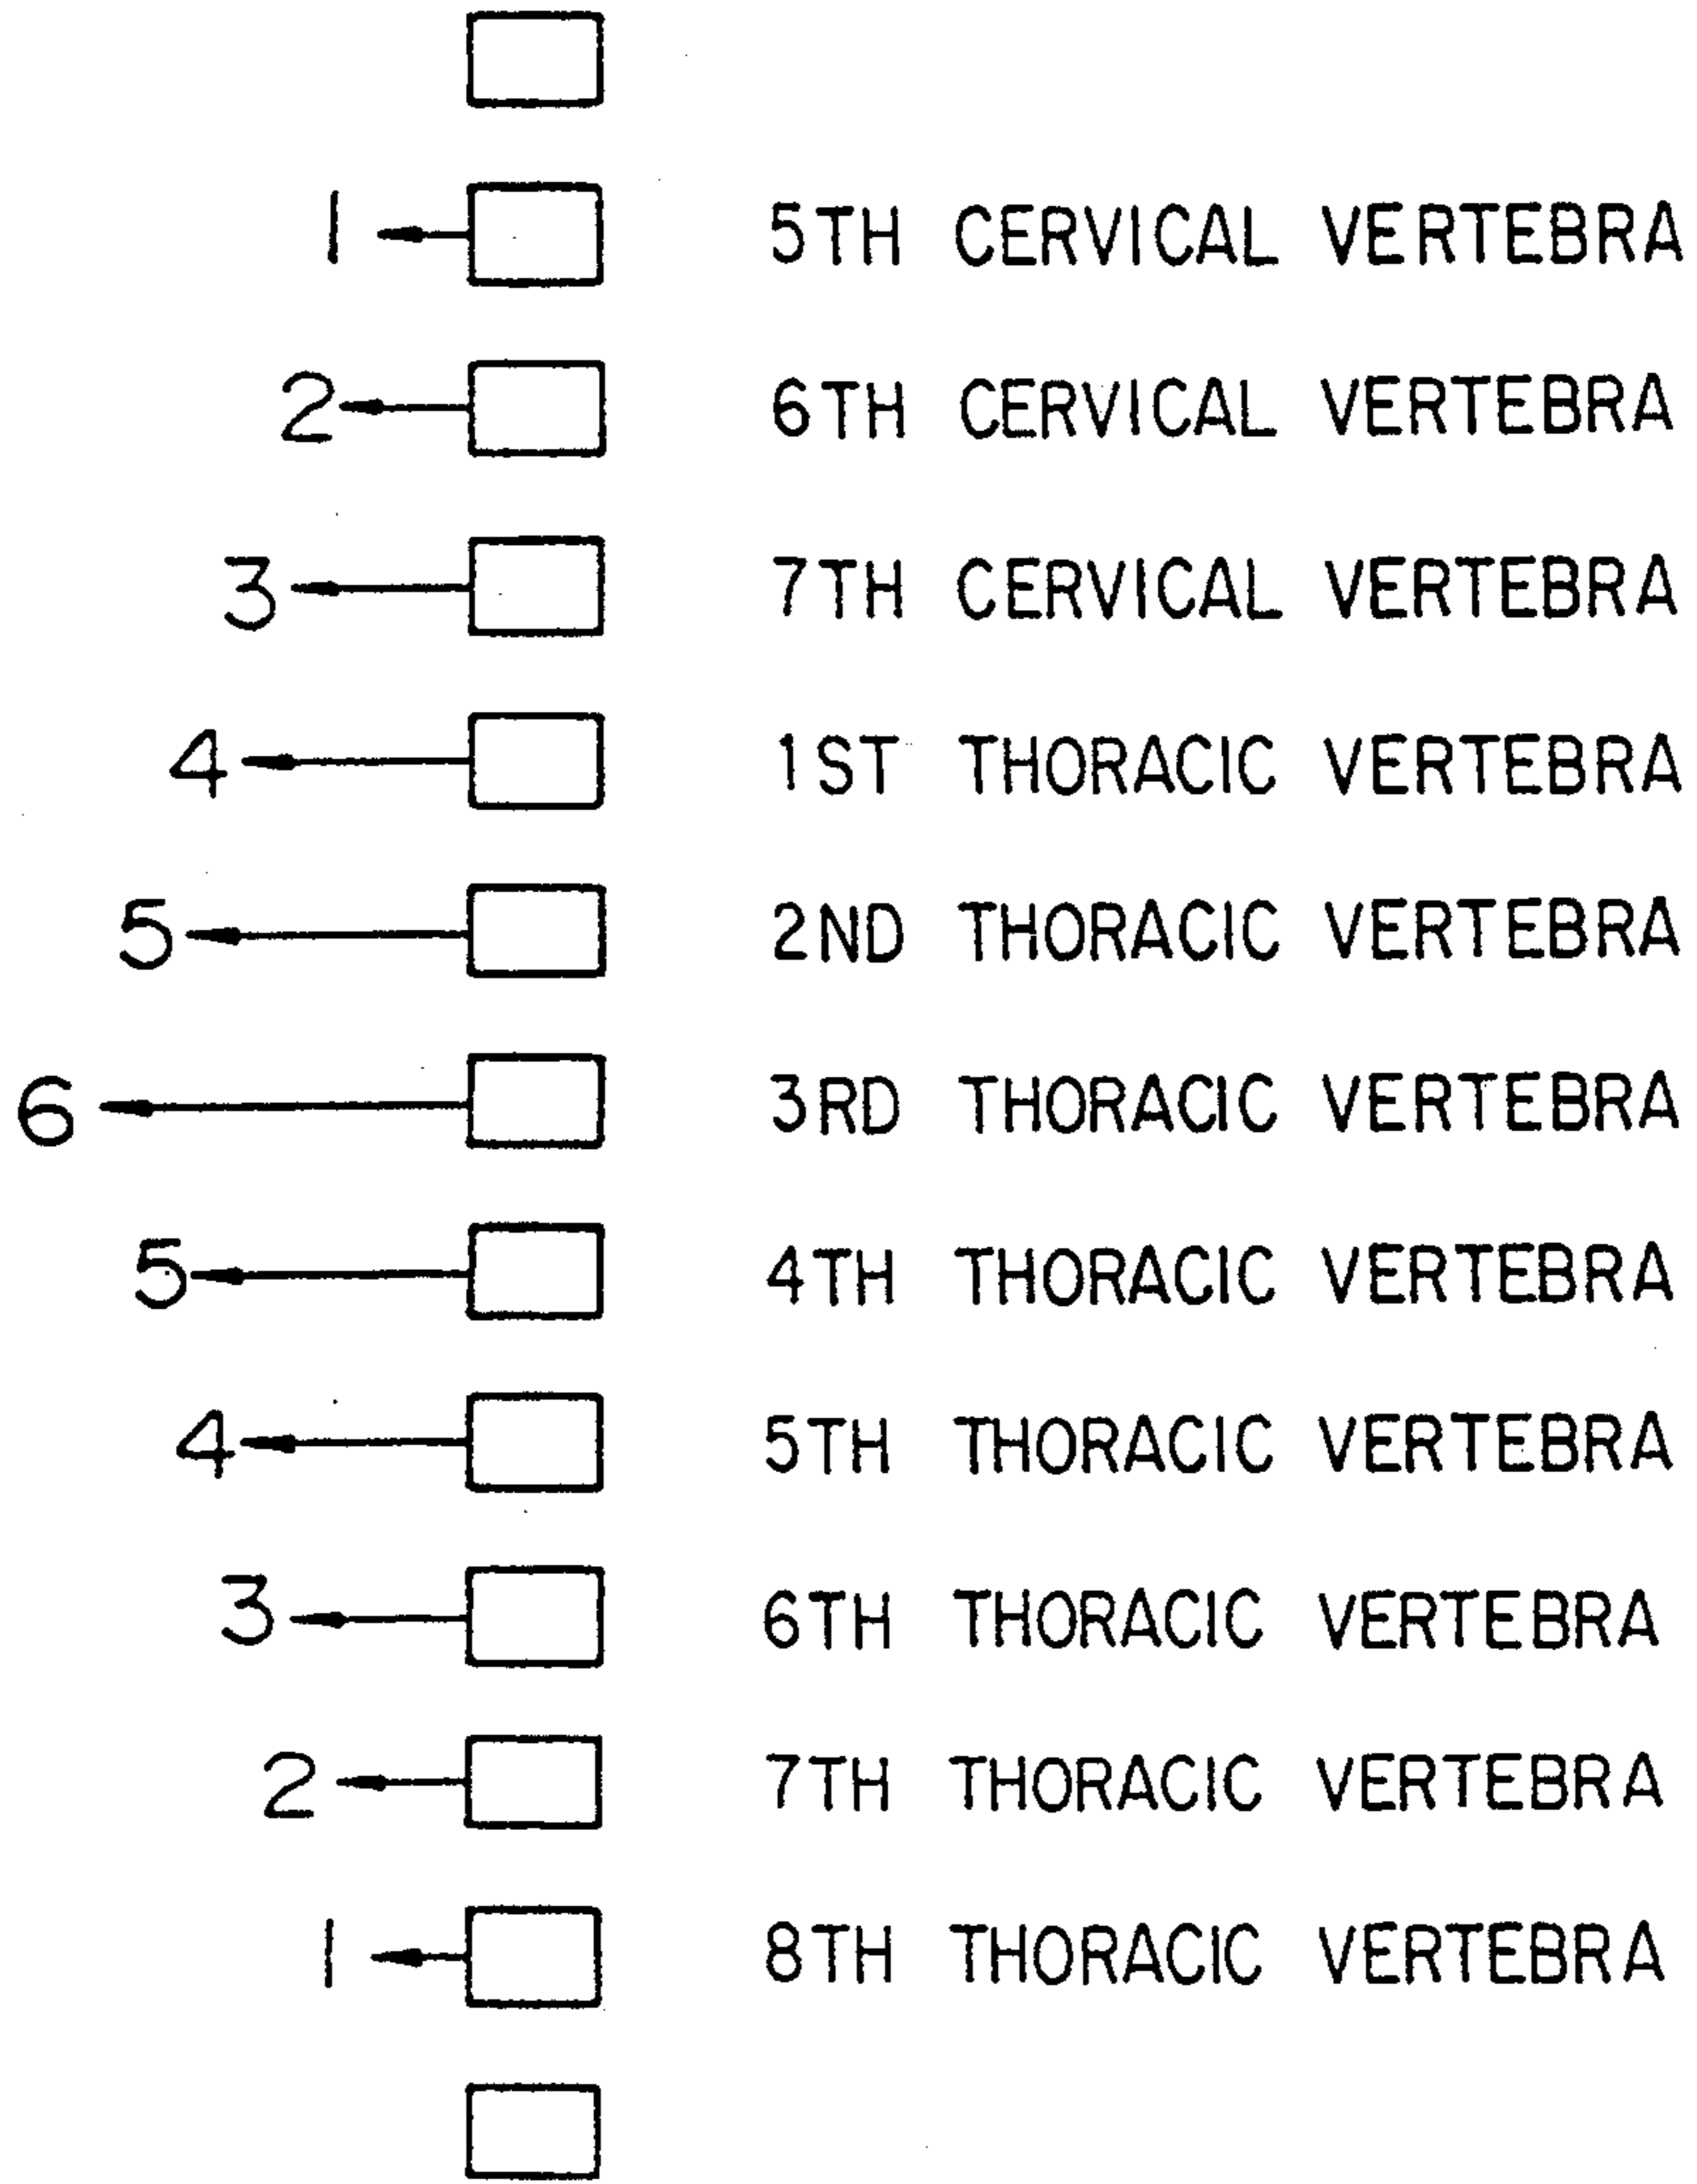 1 5TH CERVICAL VERTEBRA
2 6TH CERVICAL VERTEBRA
3 7TH CERVICAL VERTEBRA
4 1ST THORACIC VERTEBRA
5 2ND THORACIC VERTEBRA
6 3RD THORACIC VERTEBRA
5 4TH THORACIC VERTEBRA
4 5TH THORACIC VERTEBRA
3 6TH THORACIC VERTEBRA
2 7TH THORACIC VERTEBRA
1 8TH THORACIC VERTEBRA